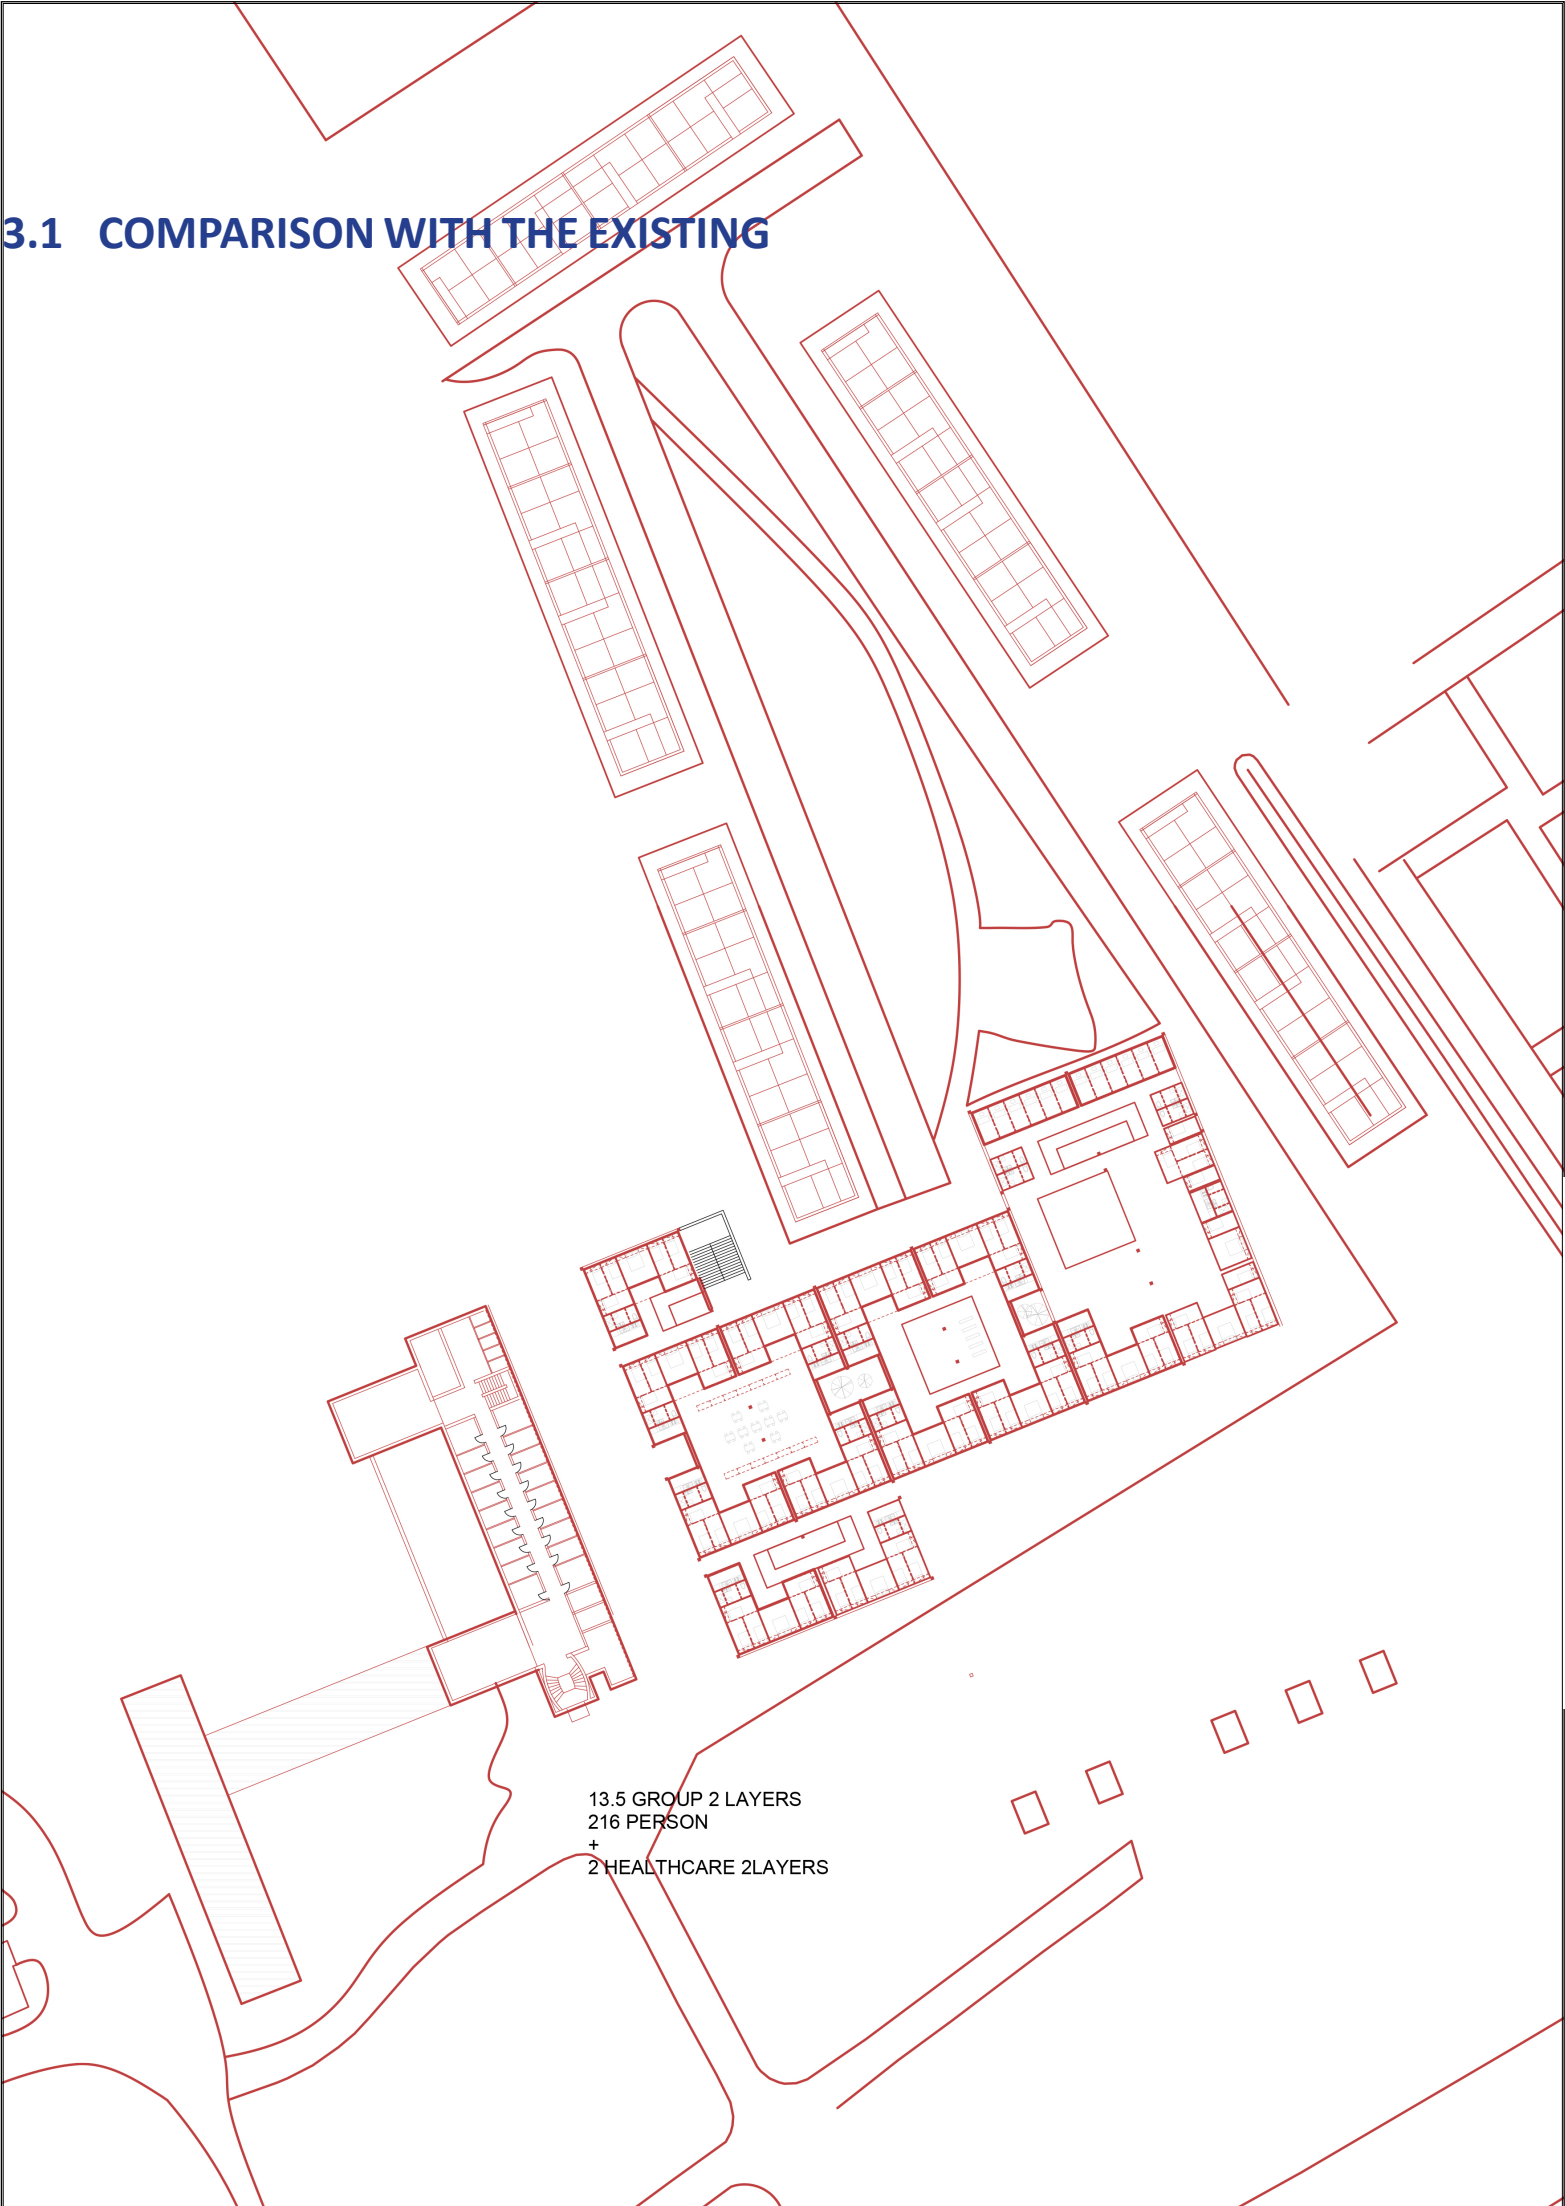 3.1 COMPARISON WITH THE EXISTING
13.5 GROUP 2 LAYERS
216 PERSON
+
2 HEALTHCARE 2LAYERS